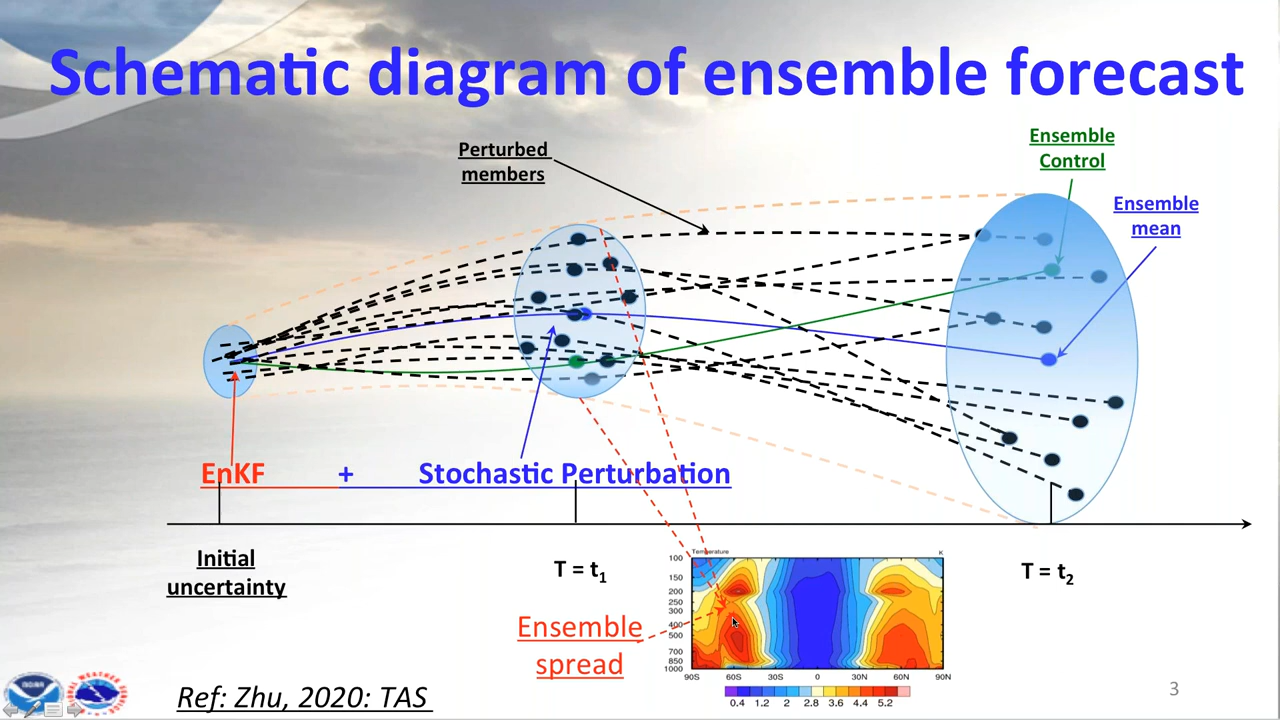 Schematic diagram of ensemble forecast
Perturbed
members
Ensemble
Control
Ensemble
mean
EnKF + Stochastic Perturbation
Initial
uncertainty
T = t₁
T = t₂
Temperature K
100
150
200
250
300
400
500
700
850
1000
90S 60S 30S 0 30N 60N 90N
0.4 1.2 2 2.8 3.6 4.4 5.2
Ensemble
spread
Ref: Zhu, 2020: TAS
3